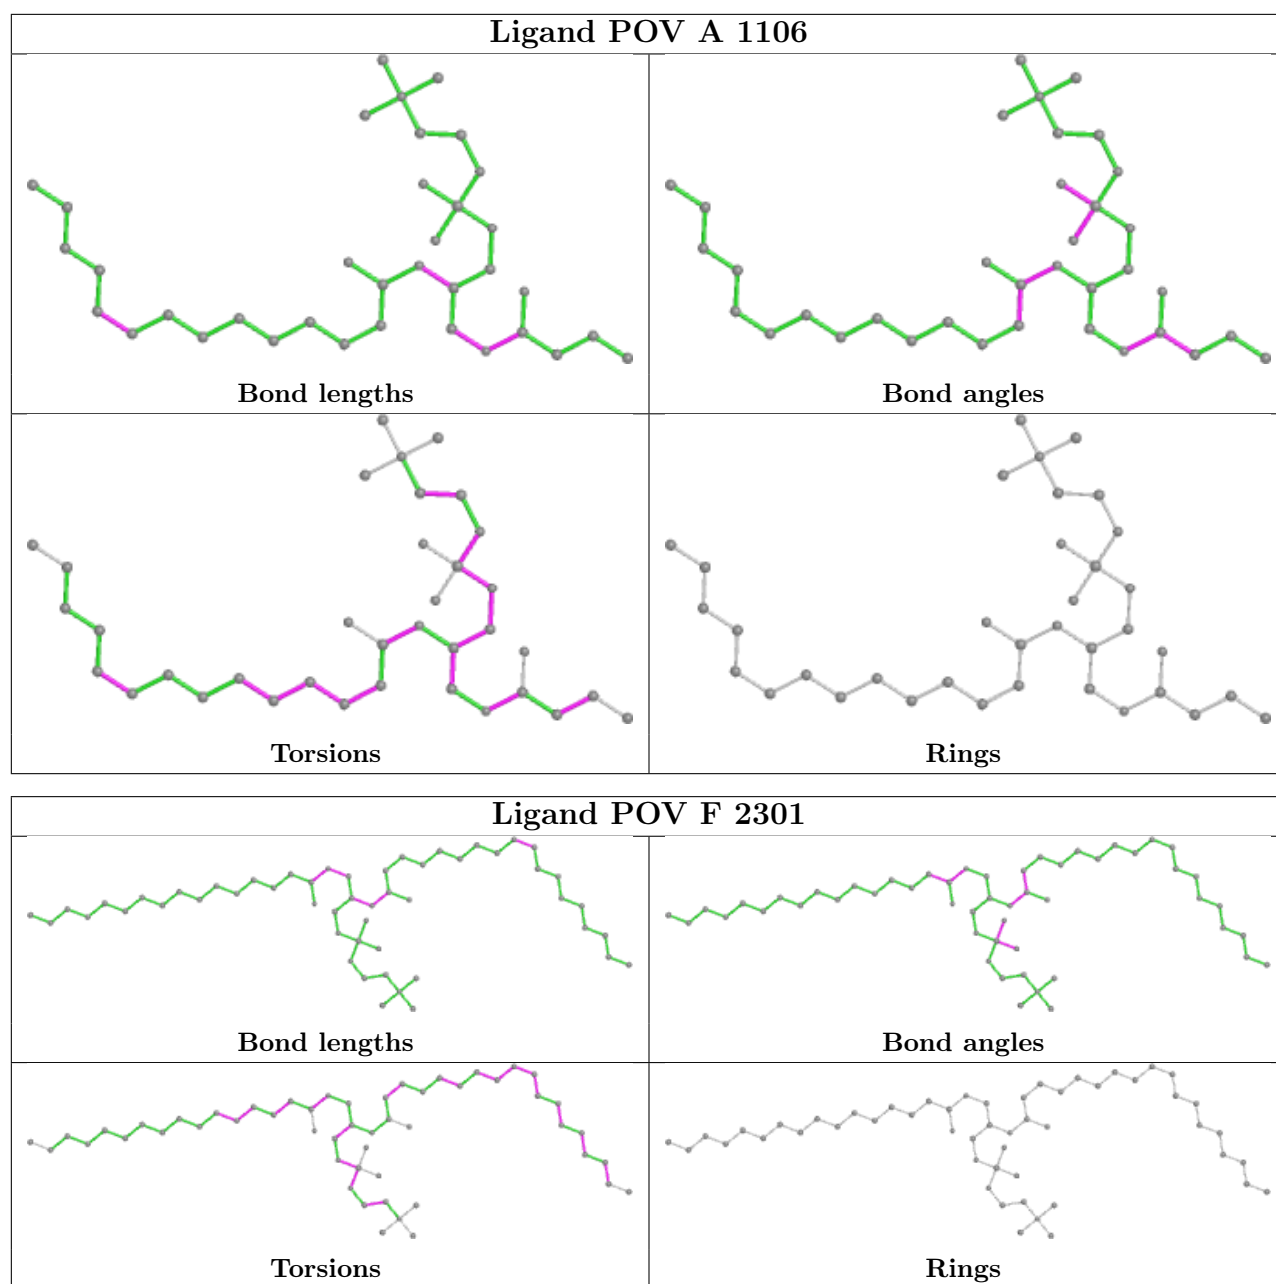 Ligand POV A 1106
Bond lengths
Bond angles
Torsions
Rings
Ligand POV F 2301
Bond lengths
Bond angles
Torsions
Rings